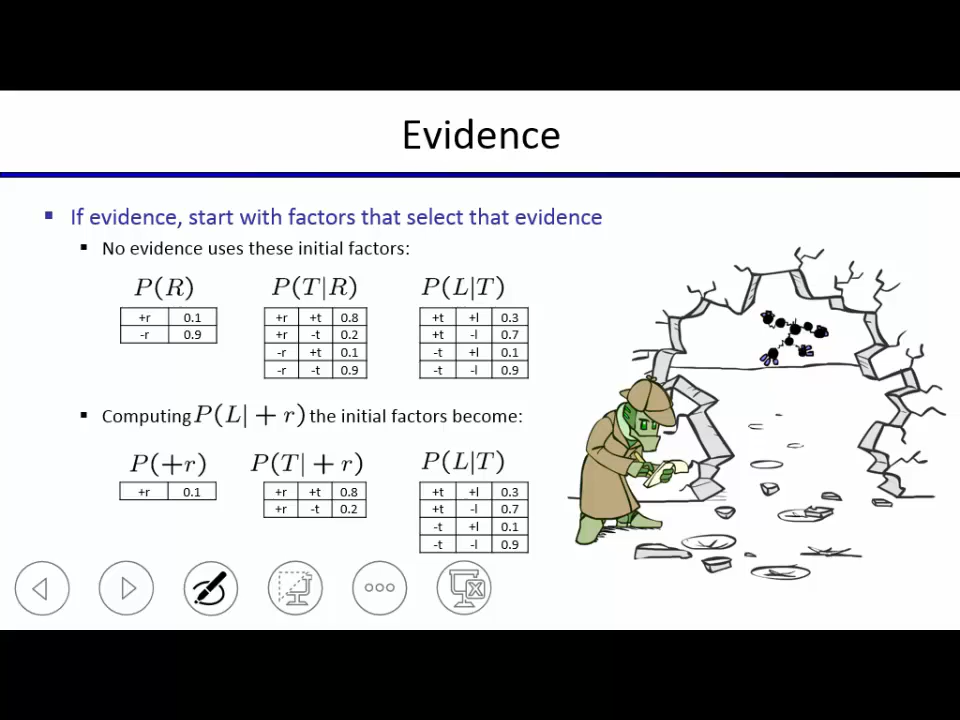 Evidence
▪ If evidence, start with factors that select that evidence
▪ No evidence uses these initial factors:
P(R) P(T|R) P(L|T)
+r 0.1 +r +t 0.8 +t +l 0.3
-r 0.9 +r -t 0.2 +t -l 0.7
-r +t 0.1 -t +l 0.1
-r -t 0.9 -t -l 0.9
▪ Computing P(L| + r) the initial factors become:
P(+r) P(T| + r) P(L|T)
+r 0.1 +r +t 0.8 +t +l 0.3
+r -t 0.2 +t -l 0.7
-t +l 0.1
-t -l 0.9